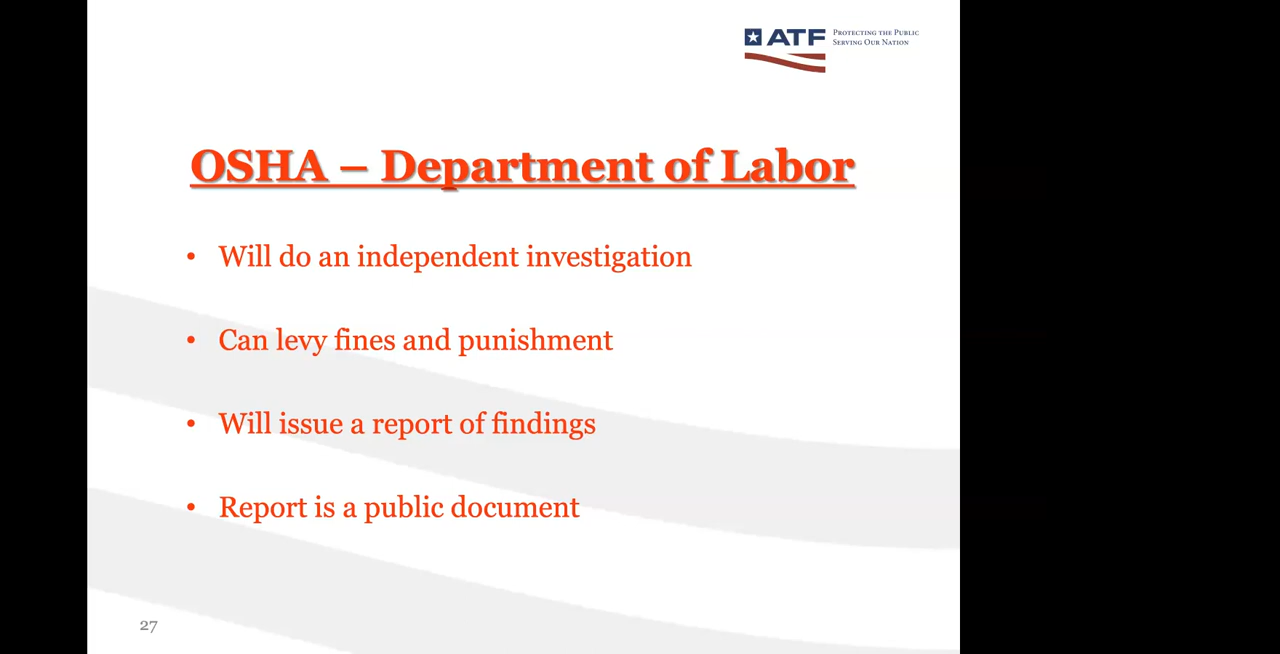 ATF
PROTECTING THE PUBLIC
SERVING OUR NATION
OSHA – Department of Labor
• Will do an independent investigation
• Can levy fines and punishment
• Will issue a report of findings
• Report is a public document
27